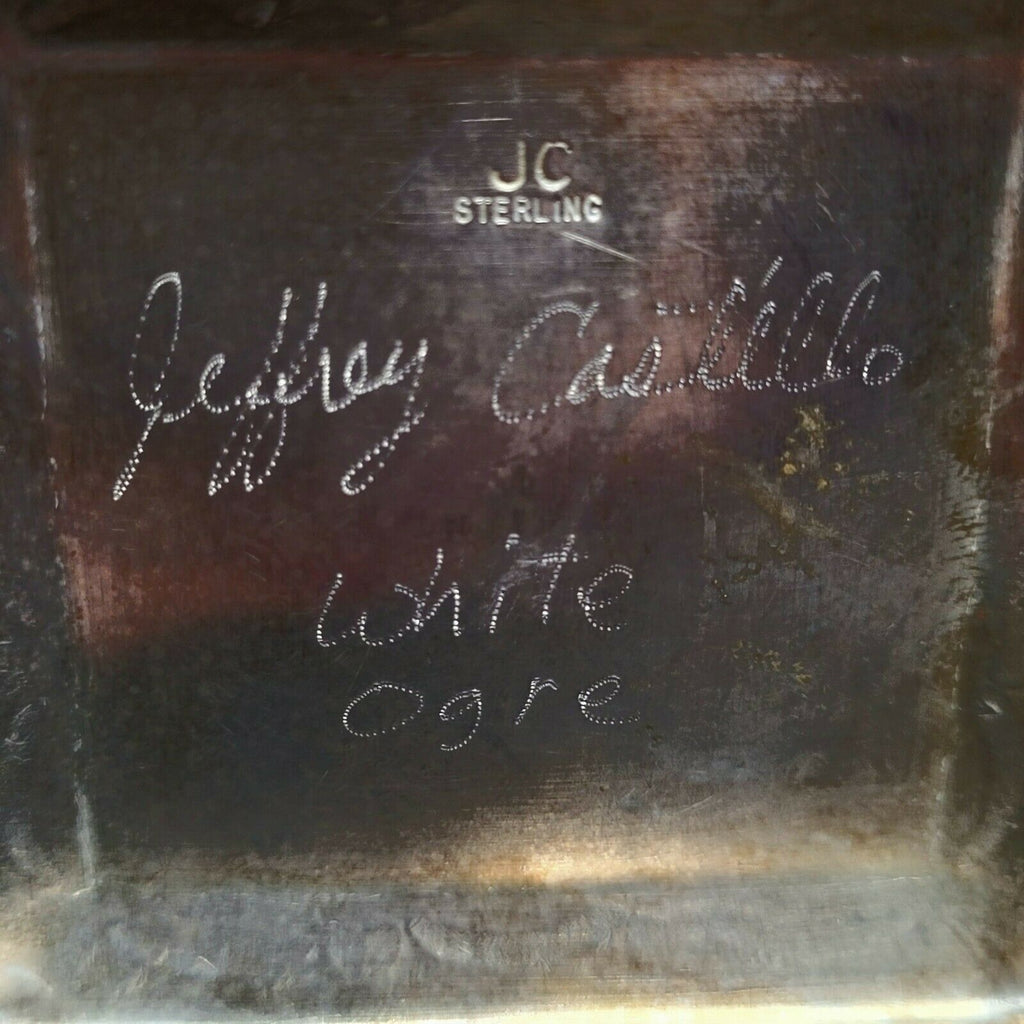 JC
STERLING
Jeffrey Castillo
white
ogre